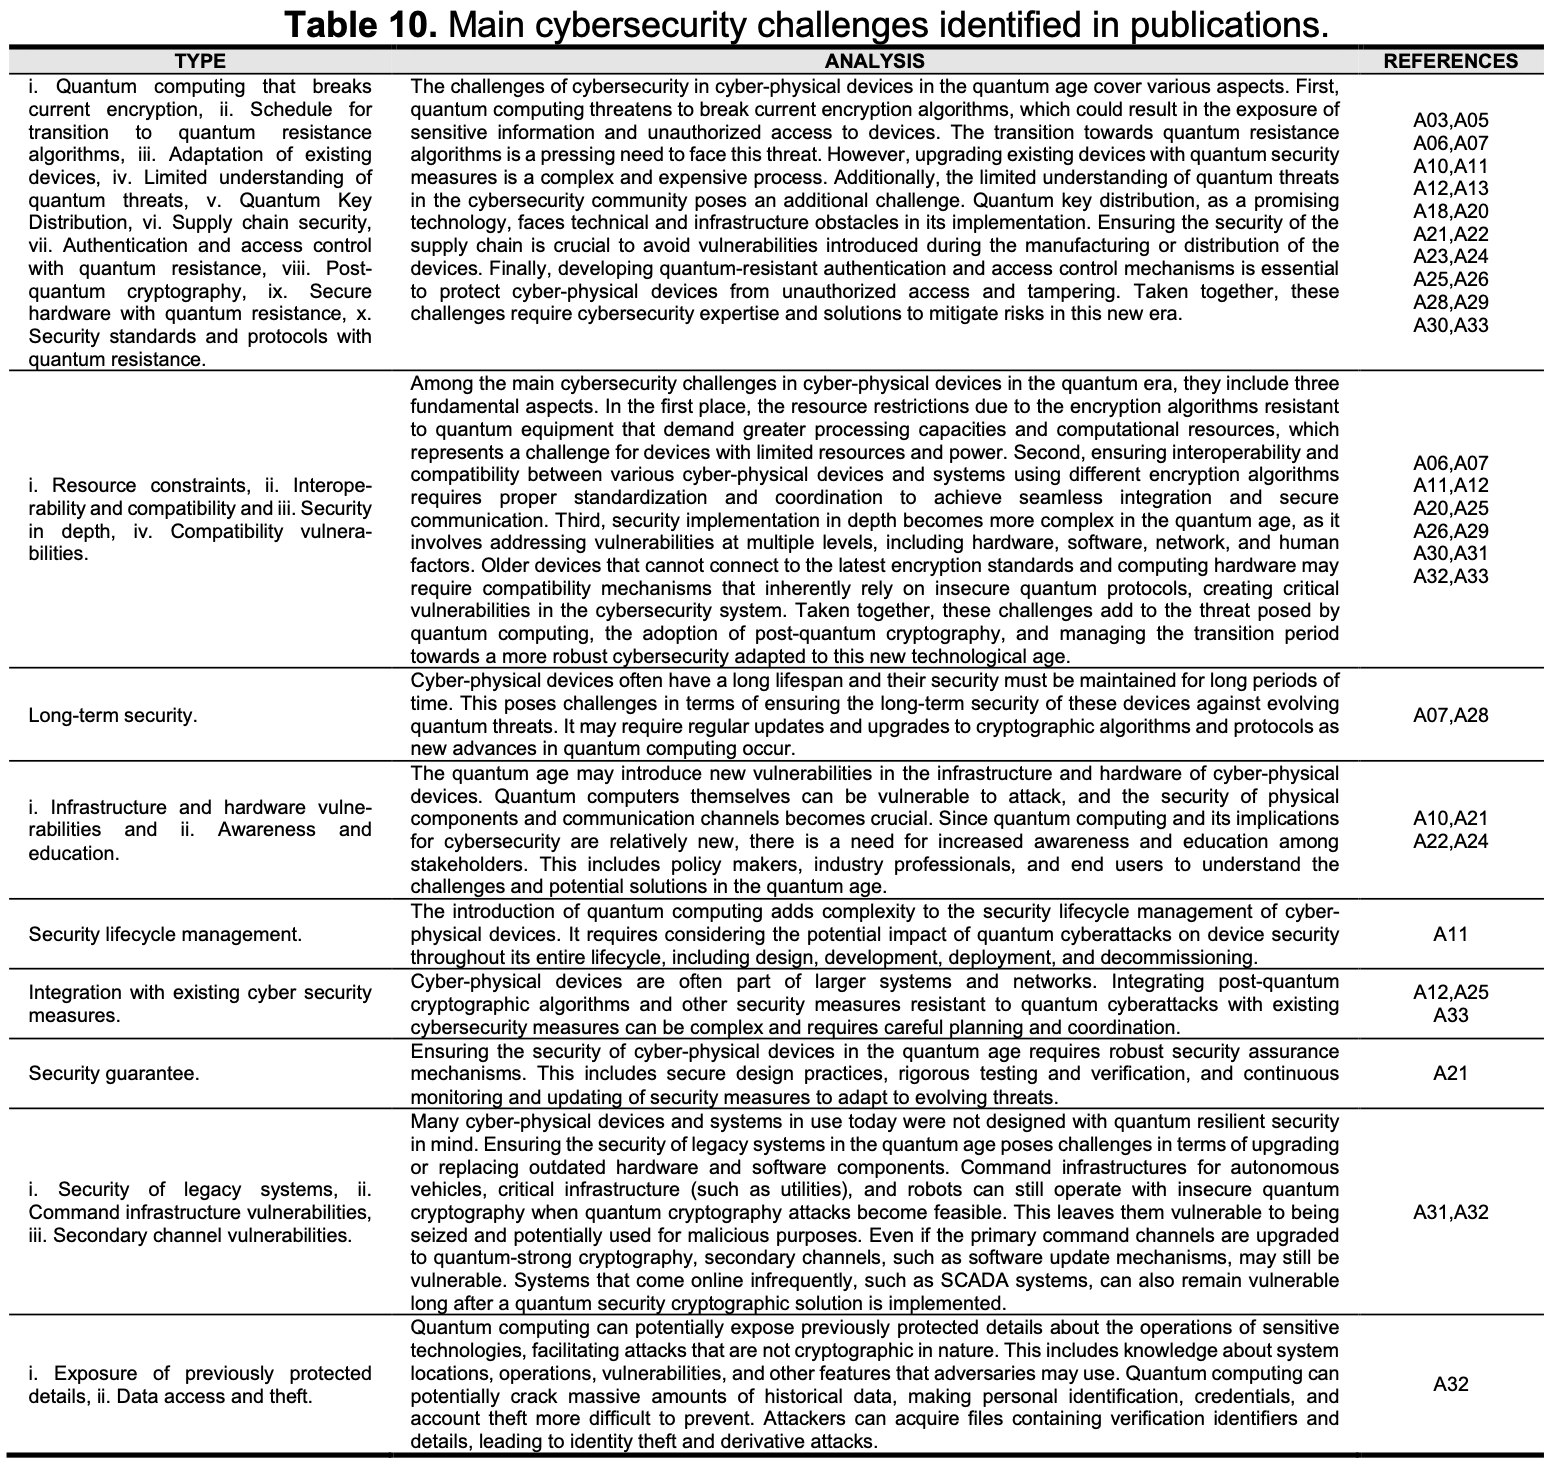 Table 10. Main cybersecurity challenges identified in publications.
TYPE
ANALYSIS
REFERENCES
i. Quantum computing that breaks
current encryption, ii. Schedule for
transition to quantum resistance
algorithms, iii. Adaptation of existing
devices, iv. Limited understanding of
quantum threats, v. Quantum Key
Distribution, vi. Supply chain security,
vii. Authentication and access control
with quantum resistance, viii. Post-
quantum cryptography, ix. Secure
hardware with quantum resistance, x.
Security standards and protocols with
quantum resistance.
The challenges of cybersecurity in cyber-physical devices in the quantum age cover various aspects. First,
quantum computing threatens to break current encryption algorithms, which could result in the exposure of
sensitive information and unauthorized access to devices. The transition towards quantum resistance
algorithms is a pressing need to face this threat. However, upgrading existing devices with quantum security
measures is a complex and expensive process. Additionally, the limited understanding of quantum threats
in the cybersecurity community poses an additional challenge. Quantum key distribution, as a promising
technology, faces technical and infrastructure obstacles in its implementation. Ensuring the security of the
supply chain is crucial to avoid vulnerabilities introduced during the manufacturing or distribution of the
devices. Finally, developing quantum-resistant authentication and access control mechanisms is essential
to protect cyber-physical devices from unauthorized access and tampering. Taken together, these
challenges require cybersecurity expertise and solutions to mitigate risks in this new era.
A03,A05
A06,A07
A10,A11
A12,A13
A18,A20
A21,A22
A23,A24
A25,A26
A28,A29
A30,A33
i. Resource constraints, ii. Interope-
rability and compatibility and iii. Security
in depth, iv. Compatibility vulnera-
bilities.
Among the main cybersecurity challenges in cyber-physical devices in the quantum era, they include three
fundamental aspects. In the first place, the resource restrictions due to the encryption algorithms resistant
to quantum equipment that demand greater processing capacities and computational resources, which
represents a challenge for devices with limited resources and power. Second, ensuring interoperability and
compatibility between various cyber-physical devices and systems using different encryption algorithms
requires proper standardization and coordination to achieve seamless integration and secure
communication. Third, security implementation in depth becomes more complex in the quantum age, as it
involves addressing vulnerabilities at multiple levels, including hardware, software, network, and human
factors. Older devices that cannot connect to the latest encryption standards and computing hardware may
require compatibility mechanisms that inherently rely on insecure quantum protocols, creating critical
vulnerabilities in the cybersecurity system. Taken together, these challenges add to the threat posed by
quantum computing, the adoption of post-quantum cryptography, and managing the transition period
towards a more robust cybersecurity adapted to this new technological age.
A06,A07
A11,A12
A20,A25
A26,A29
A30,A31
A32,A33
Long-term security.
Cyber-physical devices often have a long lifespan and their security must be maintained for long periods of
time. This poses challenges in terms of ensuring the long-term security of these devices against evolving
quantum threats. It may require regular updates and upgrades to cryptographic algorithms and protocols as
new advances in quantum computing occur.
A07,A28
i. Infrastructure and hardware vulne-
rabilities and ii. Awareness and
education.
The quantum age may introduce new vulnerabilities in the infrastructure and hardware of cyber-physical
devices. Quantum computers themselves can be vulnerable to attack, and the security of physical
components and communication channels becomes crucial. Since quantum computing and its implications
for cybersecurity are relatively new, there is a need for increased awareness and education among
stakeholders. This includes policy makers, industry professionals, and end users to understand the
challenges and potential solutions in the quantum age.
A10,A21
A22,A24
Security lifecycle management.
The introduction of quantum computing adds complexity to the security lifecycle management of cyber-
physical devices. It requires considering the potential impact of quantum cyberattacks on device security
throughout its entire lifecycle, including design, development, deployment, and decommissioning.
A11
Integration with existing cyber security
measures.
Cyber-physical devices are often part of larger systems and networks. Integrating post-quantum
cryptographic algorithms and other security measures resistant to quantum cyberattacks with existing
cybersecurity measures can be complex and requires careful planning and coordination.
A12,A25
A33
Security guarantee.
Ensuring the security of cyber-physical devices in the quantum age requires robust security assurance
mechanisms. This includes secure design practices, rigorous testing and verification, and continuous
monitoring and updating of security measures to adapt to evolving threats.
A21
i. Security of legacy systems, ii.
Command infrastructure vulnerabilities,
iii. Secondary channel vulnerabilities.
Many cyber-physical devices and systems in use today were not designed with quantum resilient security
in mind. Ensuring the security of legacy systems in the quantum age poses challenges in terms of upgrading
or replacing outdated hardware and software components. Command infrastructures for autonomous
vehicles, critical infrastructure (such as utilities), and robots can still operate with insecure quantum
cryptography when quantum cryptography attacks become feasible. This leaves them vulnerable to being
seized and potentially used for malicious purposes. Even if the primary command channels are upgraded
to quantum-strong cryptography, secondary channels, such as software update mechanisms, may still be
vulnerable. Systems that come online infrequently, such as SCADA systems, can also remain vulnerable
long after a quantum security cryptographic solution is implemented.
A31,A32
i. Exposure of previously protected
details, ii. Data access and theft.
Quantum computing can potentially expose previously protected details about the operations of sensitive
technologies, facilitating attacks that are not cryptographic in nature. This includes knowledge about system
locations, operations, vulnerabilities, and other features that adversaries may use. Quantum computing can
potentially crack massive amounts of historical data, making personal identification, credentials, and
account theft more difficult to prevent. Attackers can acquire files containing verification identifiers and
details, leading to identity theft and derivative attacks.
A32